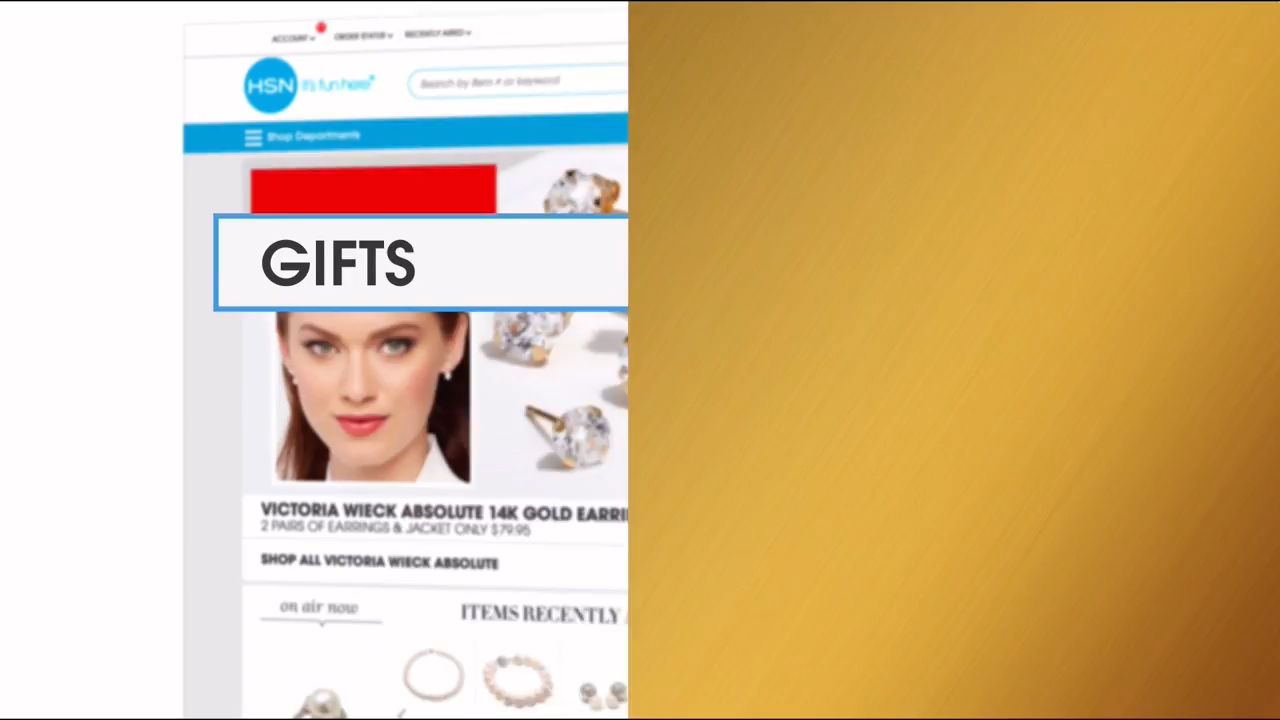 ACCOUNT ORDER STATUS RECENTLY AIRED
HSN it's fun here
Search by item # or keyword
Shop Departments
GIFTS
VICTORIA WIECK ABSOLUTE 14K GOLD
2 PAIRS OF EARRINGS & JACKET ONLY $79.95
SHOP ALL VICTORIA WIECK ABSOLUTE
on air now
ITEMS RECENTLY